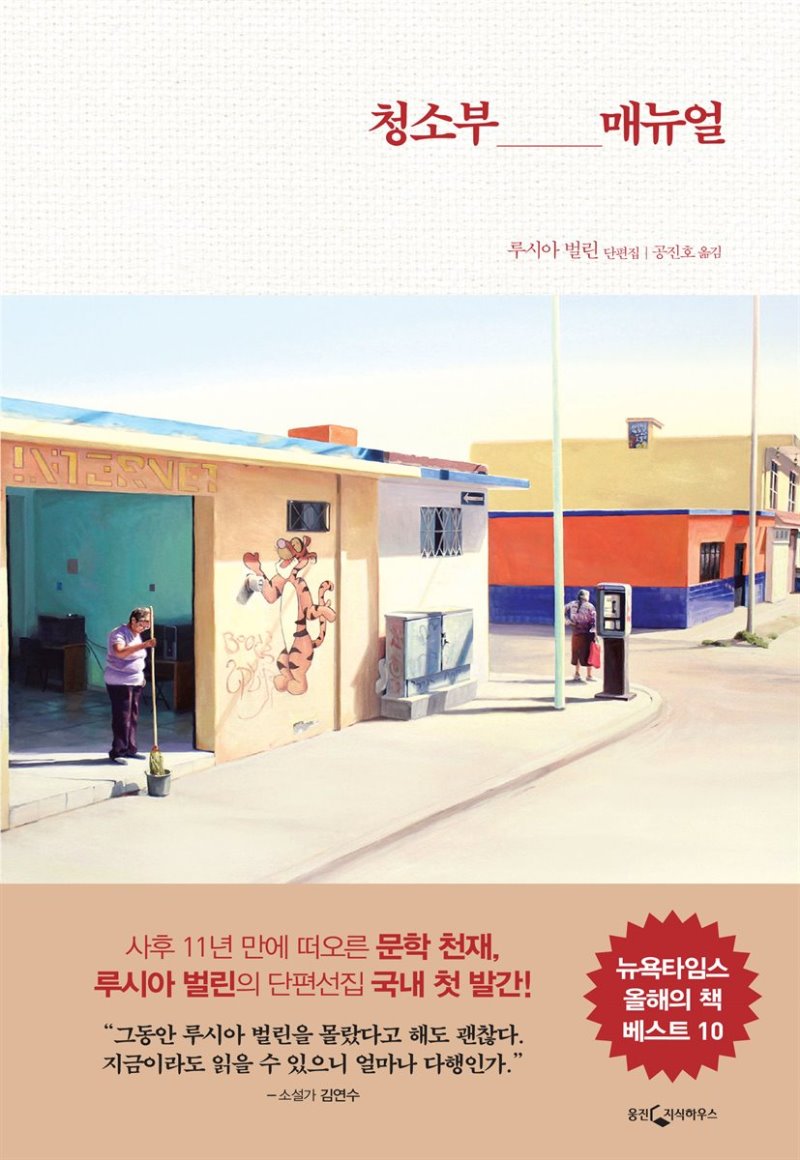 청소부 매뉴얼
루시아 벌린 단편집 | 공진호 옮김
INTERNET
사후 11년 만에 떠오른 문학 천재,
루시아 벌린의 단편선집 국내 첫 발간!
“그동안 루시아 벌린을 몰랐다고 해도 괜찮다.
지금이라도 읽을 수 있으니 얼마나 다행인가.”
– 소설가 김연수
뉴욕타임스
올해의 책
베스트 10
웅진 지식하우스